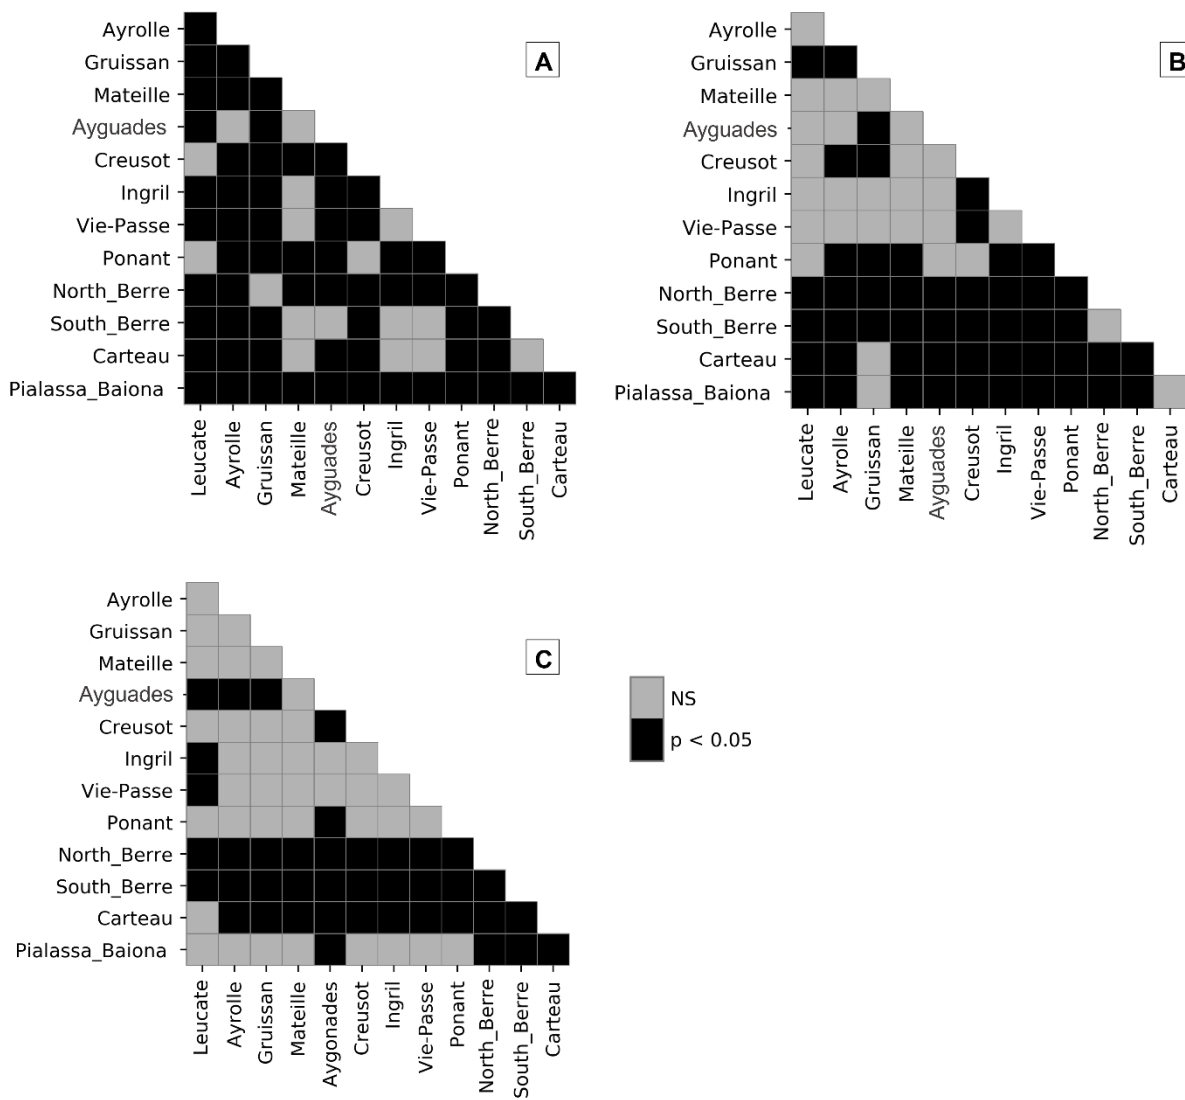 A
Ayrolle
Gruissan
Mateille
Ayguades
Creusot
Ingril
Vie-Passe
Ponant
North_Berre
South_Berre
Carteau
Pialassa_Baiona
Leucate
Ayrolle
Gruissan
Mateille
Ayguades
Creusot
Ingril
Vie-Passe
Ponant
North_Berre
South_Berre
Carteau
B
Ayrolle
Gruissan
Mateille
Ayguades
Creusot
Ingril
Vie-Passe
Ponant
North_Berre
South_Berre
Carteau
Pialassa_Baiona
Leucate
Ayrolle
Gruissan
Mateille
Ayguades
Creusot
Ingril
Vie-Passe
Ponant
North_Berre
South_Berre
Carteau
C
Ayrolle
Gruissan
Mateille
Ayguades
Creusot
Ingril
Vie-Passe
Ponant
North_Berre
South_Berre
Carteau
Pialassa_Baiona
Leucate
Ayrolle
Gruissan
Mateille
Aygonades
Creusot
Ingril
Vie-Passe
Ponant
North_Berre
South_Berre
Carteau
NS
p < 0.05